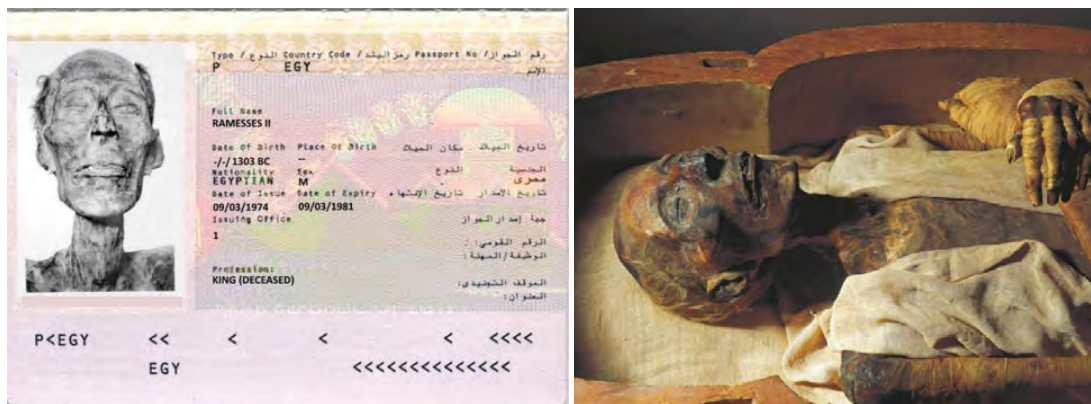 Type / النوع Country Code / رمز البلد Passport No / رقم الجواز
P EGY الإسم
Full Name
RAMESSES II
Date Of Birth Place Of Birth مكان الميلاد تاريخ الميلاد
-/-/ 1303 BC --
Nationality Sex النوع الجنسية
EGYPTIAN M مصرى
Date of Issue Date of Expiry تاريخ الإنتهاء تاريخ الإصدار
09/03/1974 09/03/1981
Issuing Office جهة إصدار الجواز
1
الرقم القومى:
الوظيفة/المهنة:
Profession:
KING (DECEASED)
الموقف التجنيدى:
العنوان:
P<EGY << < < < <<<<
EGY <<<<<<<<<<<<<<